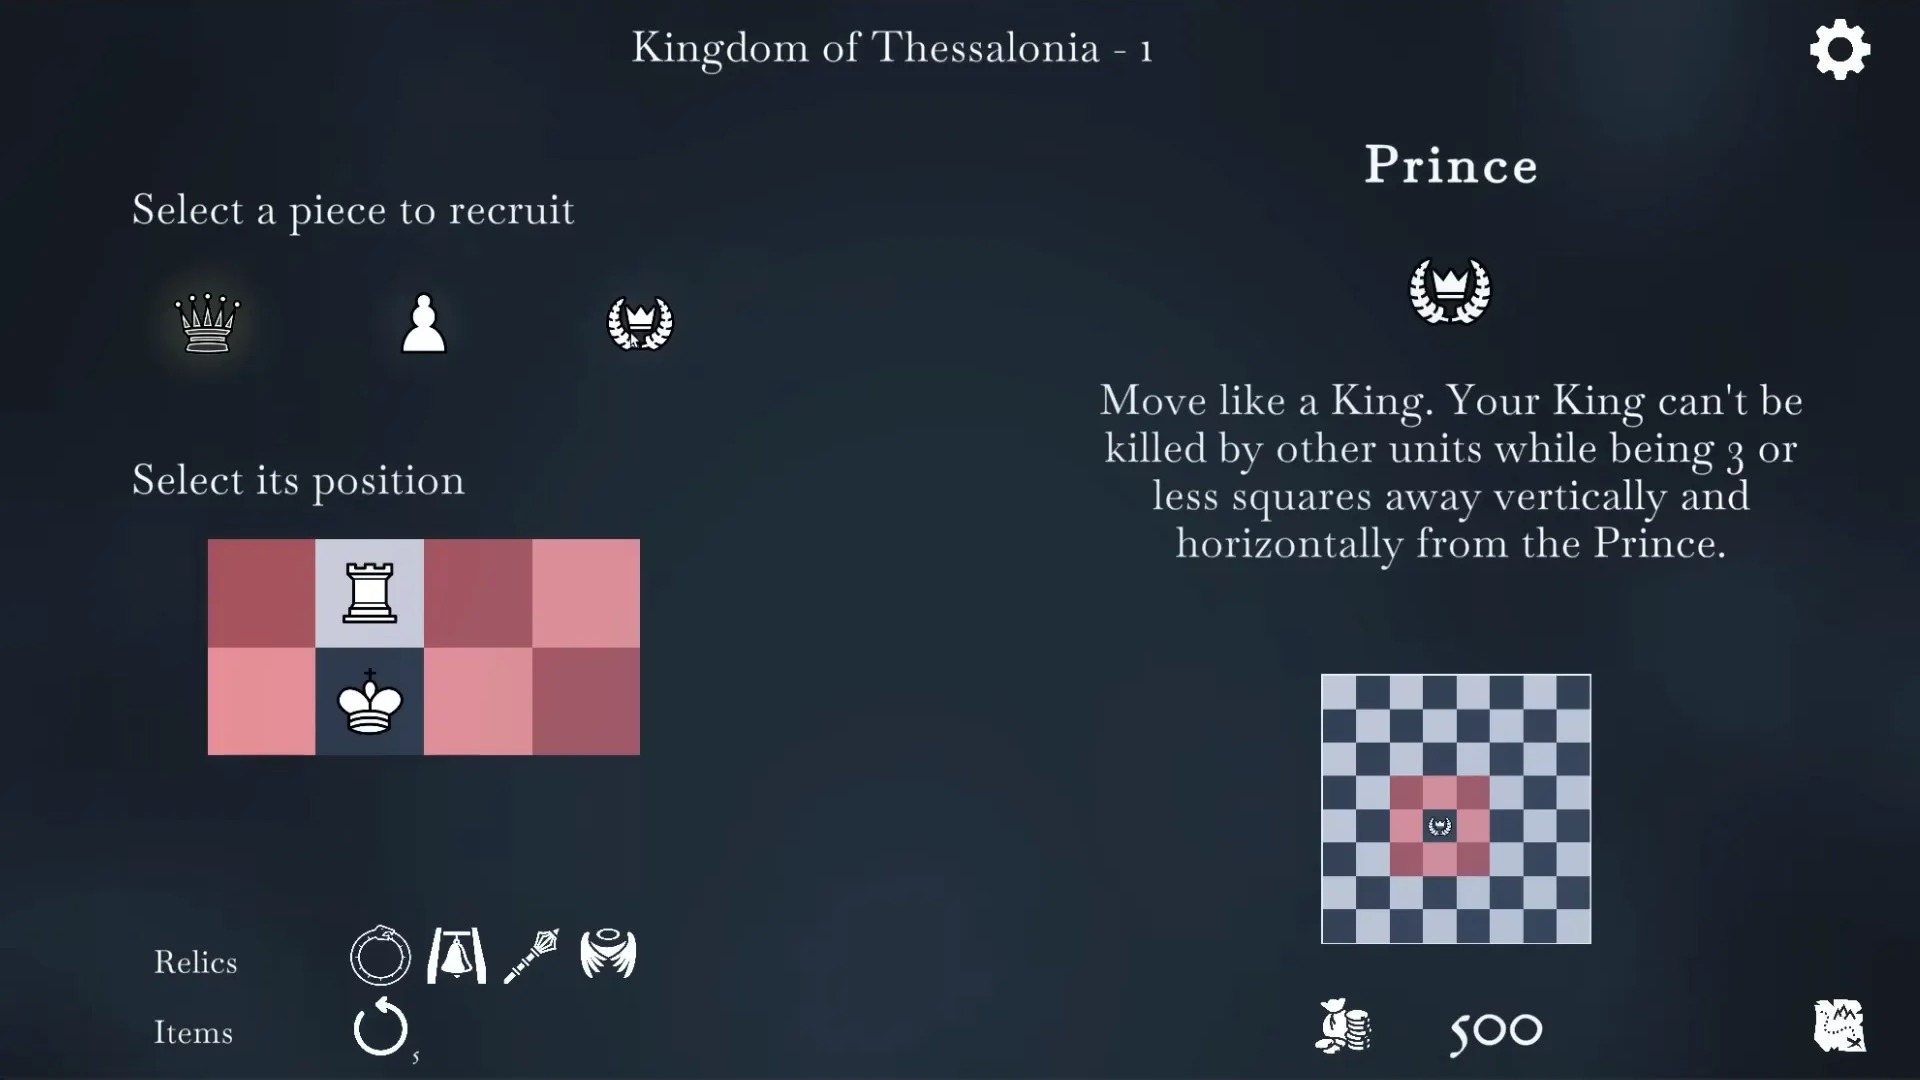 Kingdom of Thessalonia - 1
Prince
Select a piece to recruit
Move like a King. Your King can't be
killed by other units while being 3 or
less squares away vertically and
horizontally from the Prince.
Select its position
Relics
Items
5
500